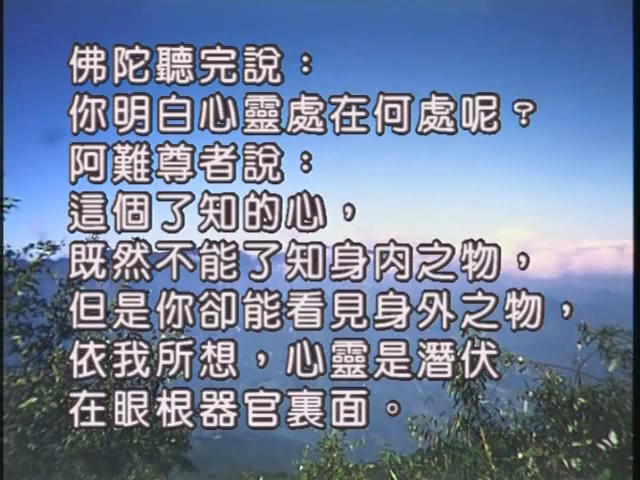 佛陀聽完說：
你明白心靈處在何處呢？
阿難尊者說：
這個了知的心，
既然不能了知身內之物，
但是你卻能看見身外之物，
依我所想，心靈是潛伏
在眼根器官裏面。